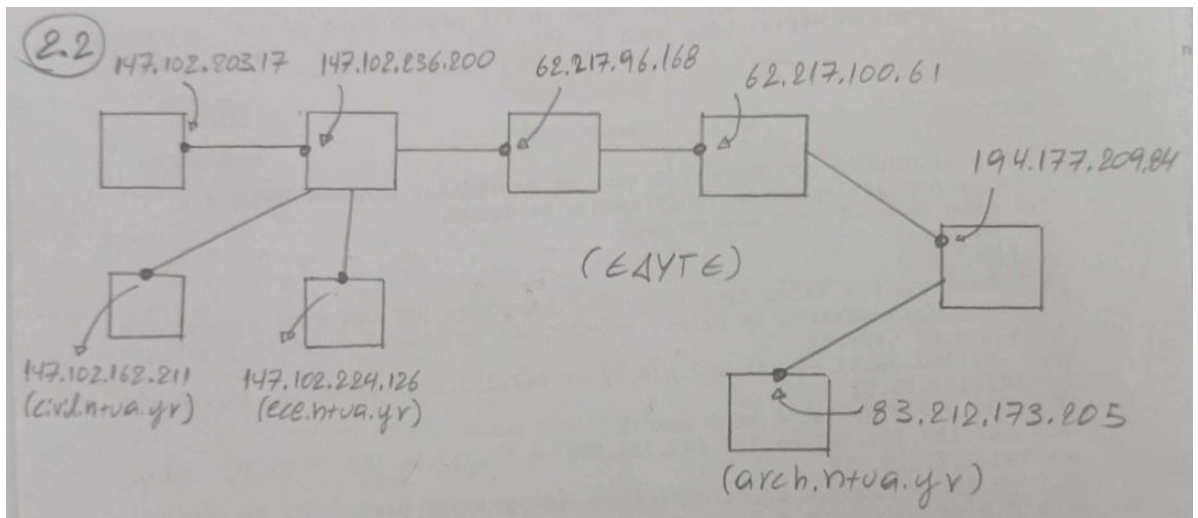 2.2
147.102.203.17
147.102.236.200
62.217.96.168
62.217.100.61
194.177.209.84
(ΕΔΥΤΕ)
147.102.162.211
(civil.ntua.gr)
147.102.224.126
(ece.ntua.gr)
83.212.173.205
(arch.ntua.gr)